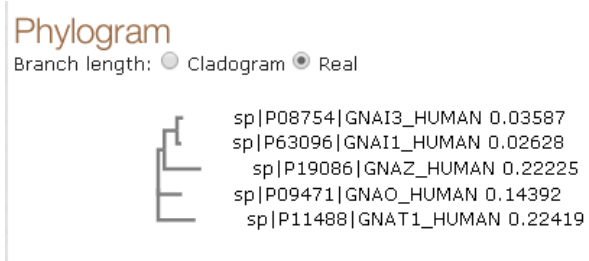 Phylogram
Branch length: Cladogram Real
sp|P08754|GNAI3_HUMAN 0.03587
sp|P63096|GNAI1_HUMAN 0.02628
sp|P19086|GNAZ_HUMAN 0.22225
sp|P09471|GNAO_HUMAN 0.14392
sp|P11488|GNAT1_HUMAN 0.22419